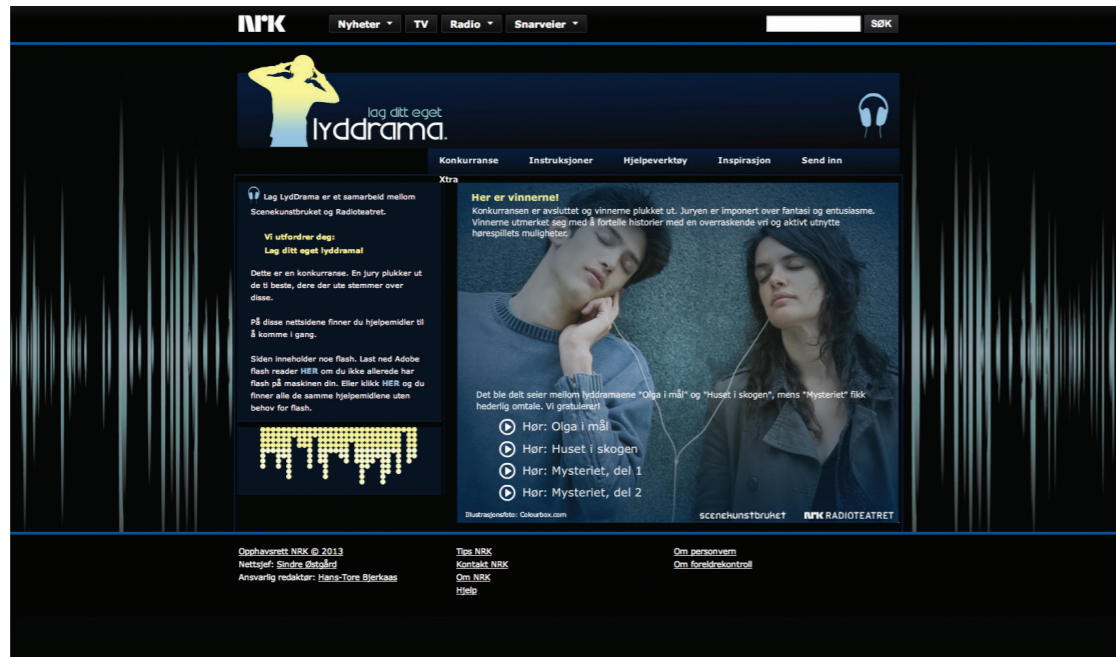 NRK
Nyheter
TV
Radio
Snarveier
SØK
lag ditt eget
lyddrama.
Konkurranse
Instruksjoner
Hjelpeverktøy
Inspirasjon
Send inn
Xtra
Lag LydDrama er et samarbeid mellom
Scenekunstbruket og Radioteatret.
Vi utfordrer deg:
Lag ditt eget lyddrama!
Dette er en konkurranse. En jury plukker ut
de ti beste, dere der ute stemmer over
disse.
På disse nettsidene finner du hjelpemidler til
å komme i gang.
Siden inneholder noe flash. Last ned Adobe
flash reader HER om du ikke allerede har
flash på maskinen din. Eller klikk HER og du
finner alle de samme hjelpemidlene uten
behov for flash.
Her er vinnerne!
Konkurransen er avsluttet og vinnerne plukket ut. Juryen er imponert over fantasi og entusiasme.
Vinnerne utmerket seg med å fortelle historier med en overraskende vri og aktivt utnytte
hørespillets muligheter.
Det ble delt seier mellom lyddramaene "Olga i mål" og "Huset i skogen", mens "Mysteriet" fikk
hederlig omtale. Vi gratulerer!
Hør: Olga i mål
Hør: Huset i skogen
Hør: Mysteriet, del 1
Hør: Mysteriet, del 2
Illustrasjonsfoto: Colourbox.com
scenekunstbruket
NRK RADIOTEATRET
Opphavsrett NRK © 2013
Nettsjef: Sindre Østgård
Ansvarlig redaktør: Hans-Tore Bjerkaas
Tips NRK
Kontakt NRK
Om NRK
Hjelp
Om personvern
Om foreldrekontroll